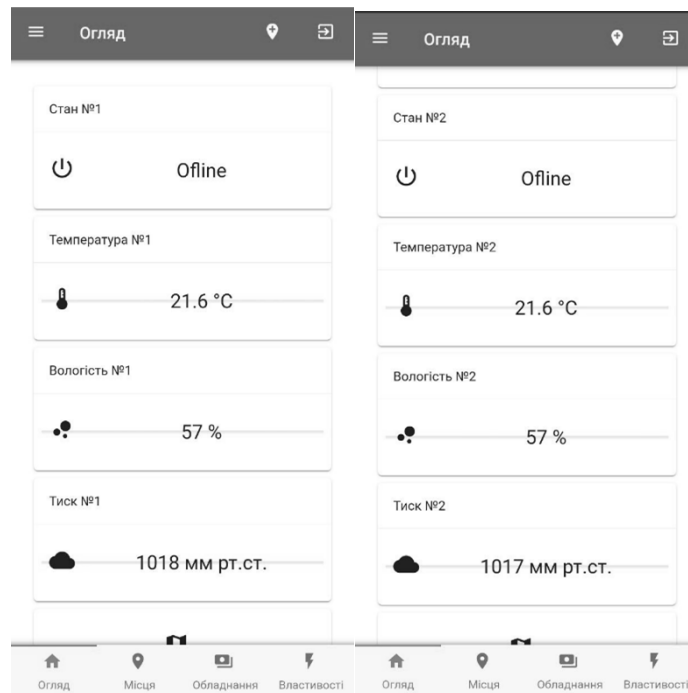 Огляд
Стан №1
Ofline
Температура №1
21.6 °C
Вологість №1
57 %
Тиск №1
1018 мм рт.ст.
Огляд
Місця
Обладнання
Властивості
Огляд
Стан №2
Ofline
Температура №2
21.6 °C
Вологість №2
57 %
Тиск №2
1017 мм рт.ст.
Огляд
Місця
Обладнання
Властивості